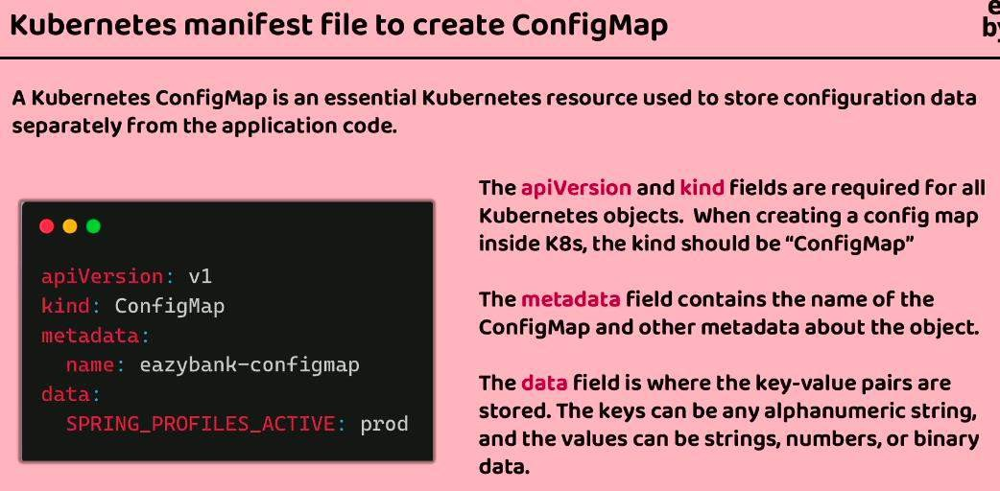 Kubernetes manifest file to create ConfigMap
A Kubernetes ConfigMap is an essential Kubernetes resource used to store configuration data
separately from the application code.
apiVersion: v1
kind: ConfigMap
metadata:
  name: eazybank-configmap
data:
  SPRING_PROFILES_ACTIVE: prod
The apiVersion and kind fields are required for all
Kubernetes objects. When creating a config map
inside K8s, the kind should be “ConfigMap”
The metadata field contains the name of the
ConfigMap and other metadata about the object.
The data field is where the key-value pairs are
stored. The keys can be any alphanumeric string,
and the values can be strings, numbers, or binary
data.